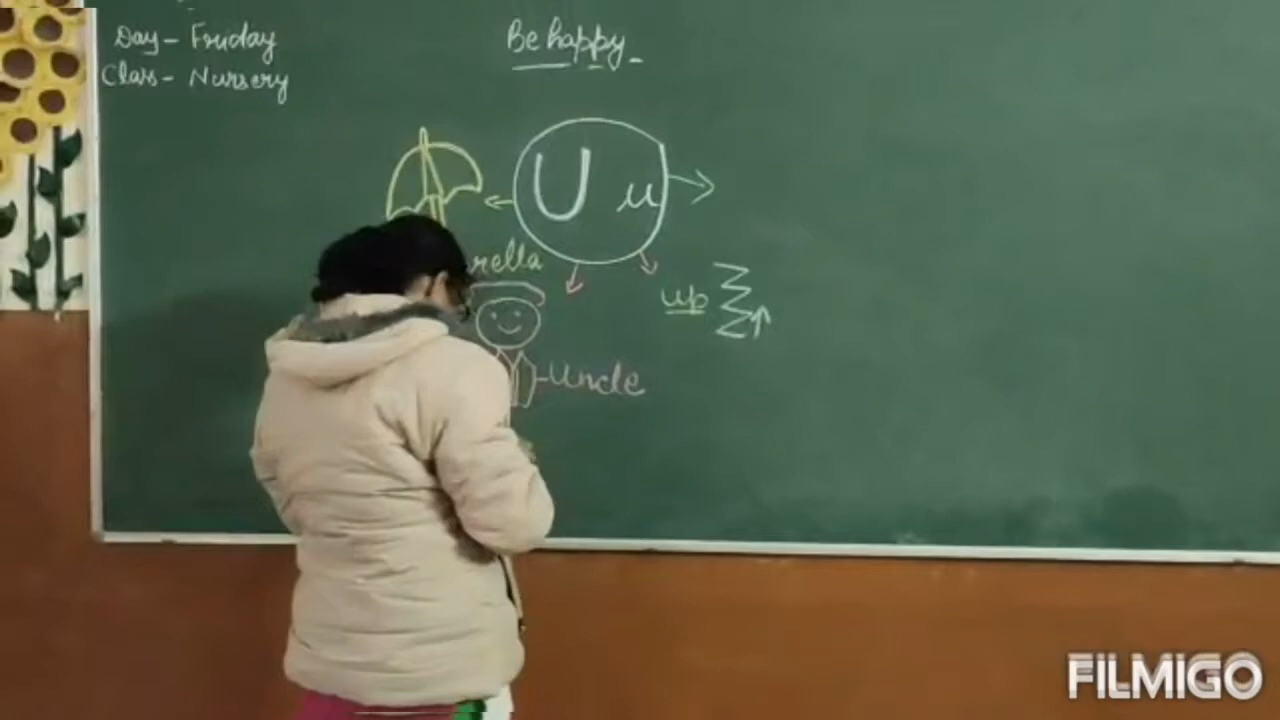 Day - Friday
Be happy
Class - Nursery
U u
rella
up
Uncle
FILMIGO